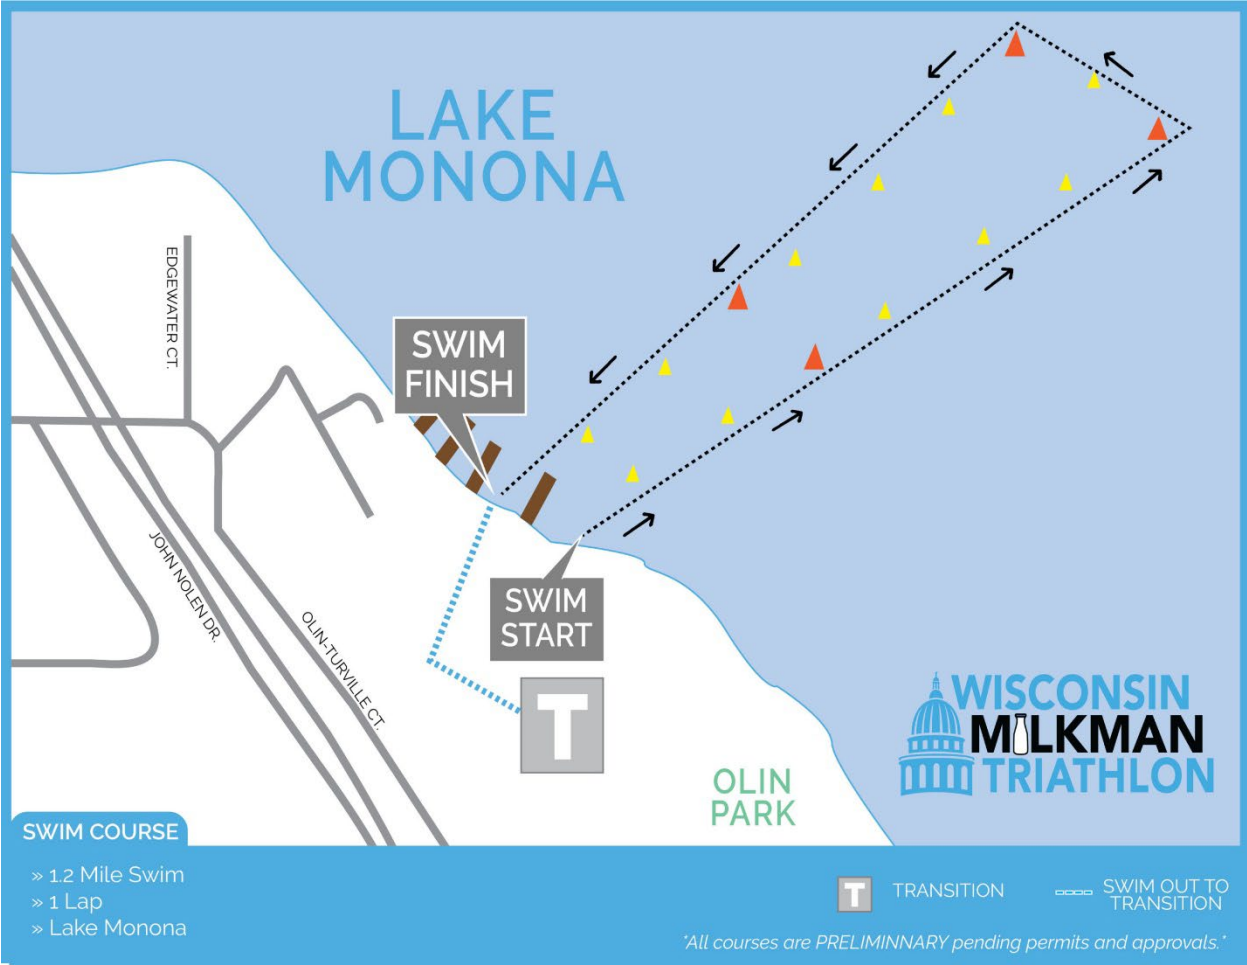 LAKE
MONONA
EDGEWATER CT.
SWIM
FINISH
JOHN NOLEN DR.
OLIN-TURVILLE CT.
SWIM
START
T
OLIN
PARK
WISCONSIN
MILKMAN
TRIATHLON
SWIM COURSE
» 1.2 Mile Swim
» 1 Lap
» Lake Monona
T TRANSITION
SWIM OUT TO
TRANSITION
*All courses are PRELIMINNARY pending permits and approvals.*